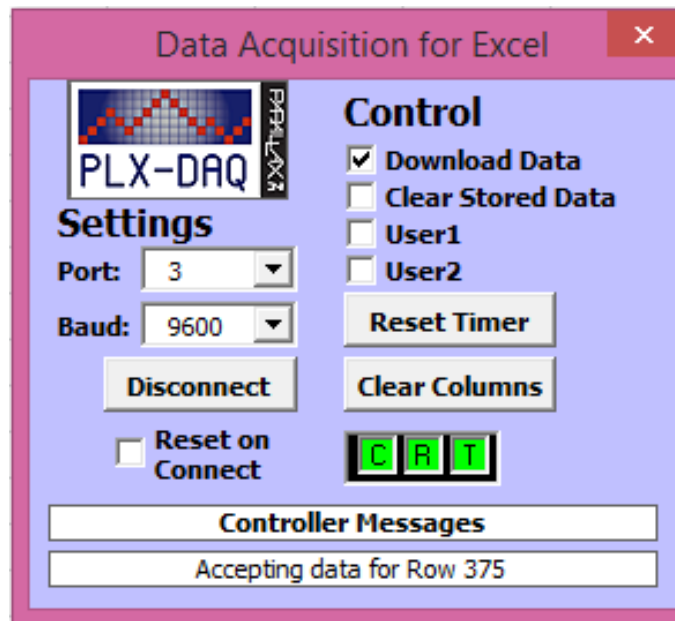 Data Acquisition for Excel
x
PLX-DAQ
PARALLAX
Settings
Port: 3
Baud: 9600
Disconnect
Reset on
Connect
Control
Download Data
Clear Stored Data
User1
User2
Reset Timer
Clear Columns
C R T
Controller Messages
Accepting data for Row 375